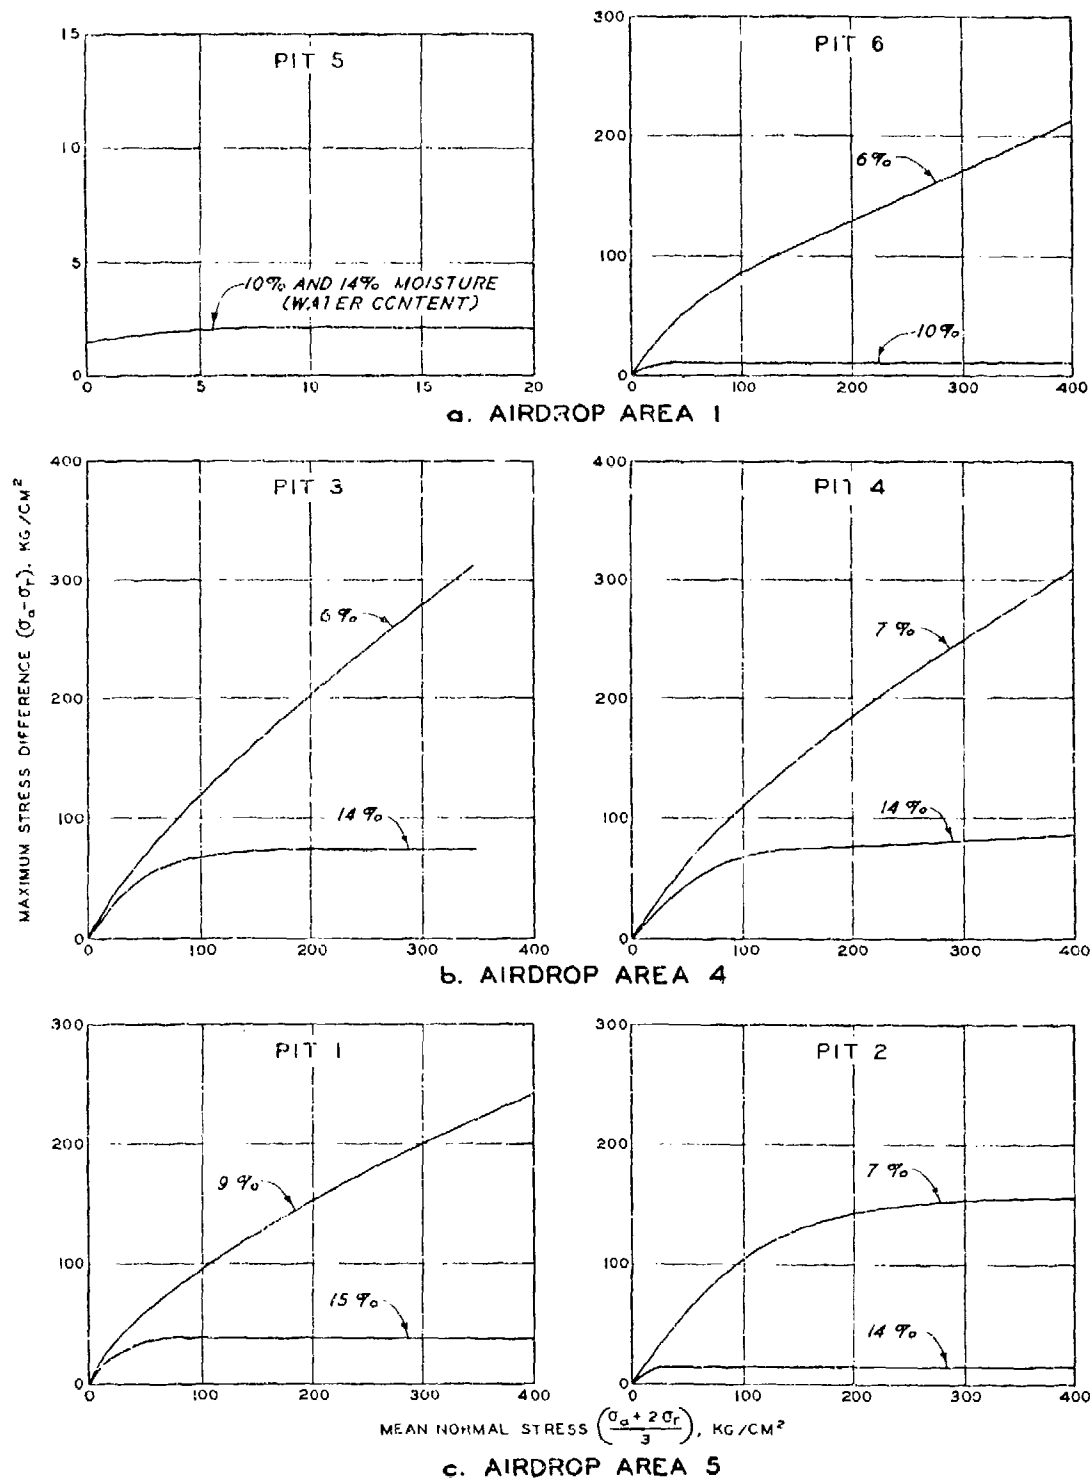 PIT 5
15
10
5
0
10% AND 14% MOISTURE
(WATER CONTENT)
0 5 10 15 20
PIT 6
300
200
100
0
6%
10%
0 100 200 300 400
a. AIRDROP AREA 1
MAXIMUM STRESS DIFFERENCE (σa-σr), KG/CM²
PIT 3
400
300
200
100
0
6%
14%
0 100 200 300 400
PIT 4
400
300
200
100
0
7%
14%
0 100 200 300 400
b. AIRDROP AREA 4
PIT 1
300
200
100
0
9%
15%
0 100 200 300 400
PIT 2
300
200
100
0
7%
14%
0 100 200 300 400
MEAN NORMAL STRESS (σa + 2σr / 3), KG/CM²
c. AIRDROP AREA 5